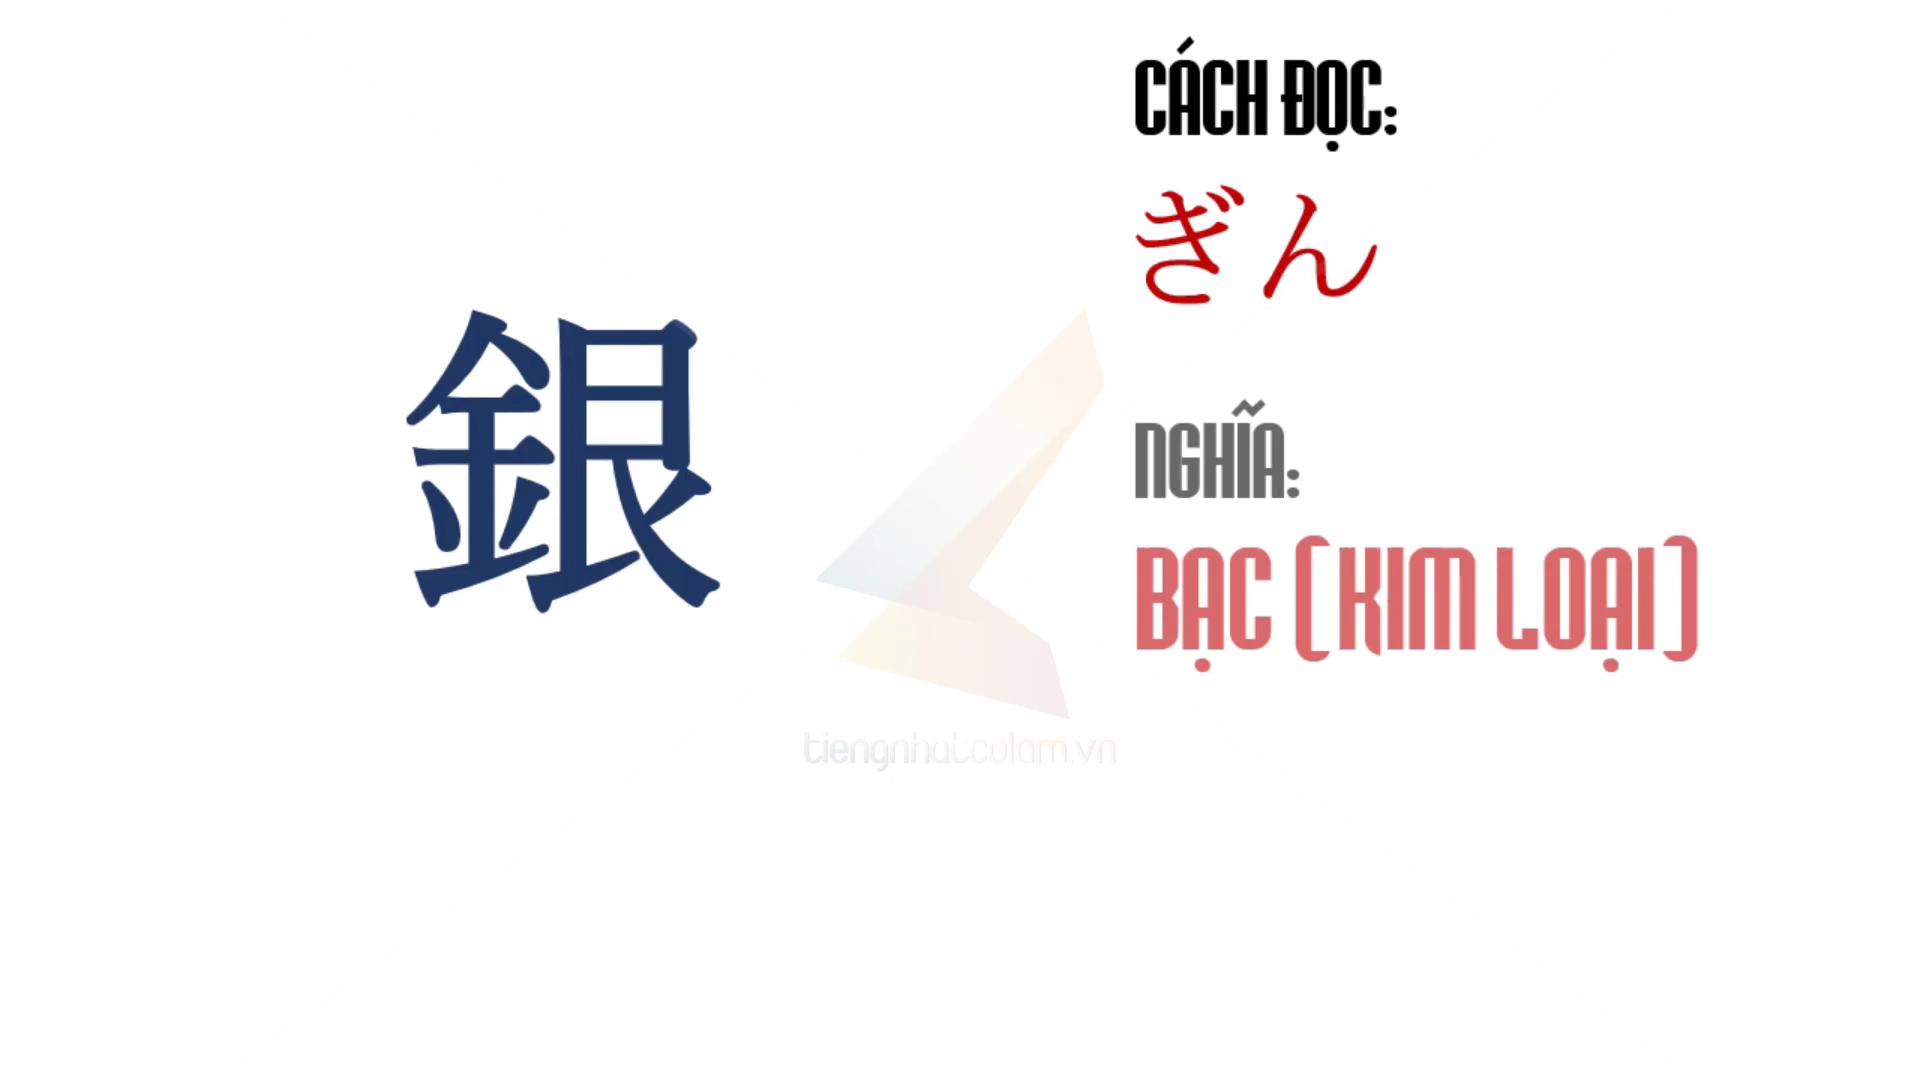 銀
CÁCH ĐỌC:
ぎん
NGHĨA:
BẠC (KIM LOẠI)
tiengnhatcolam.vn